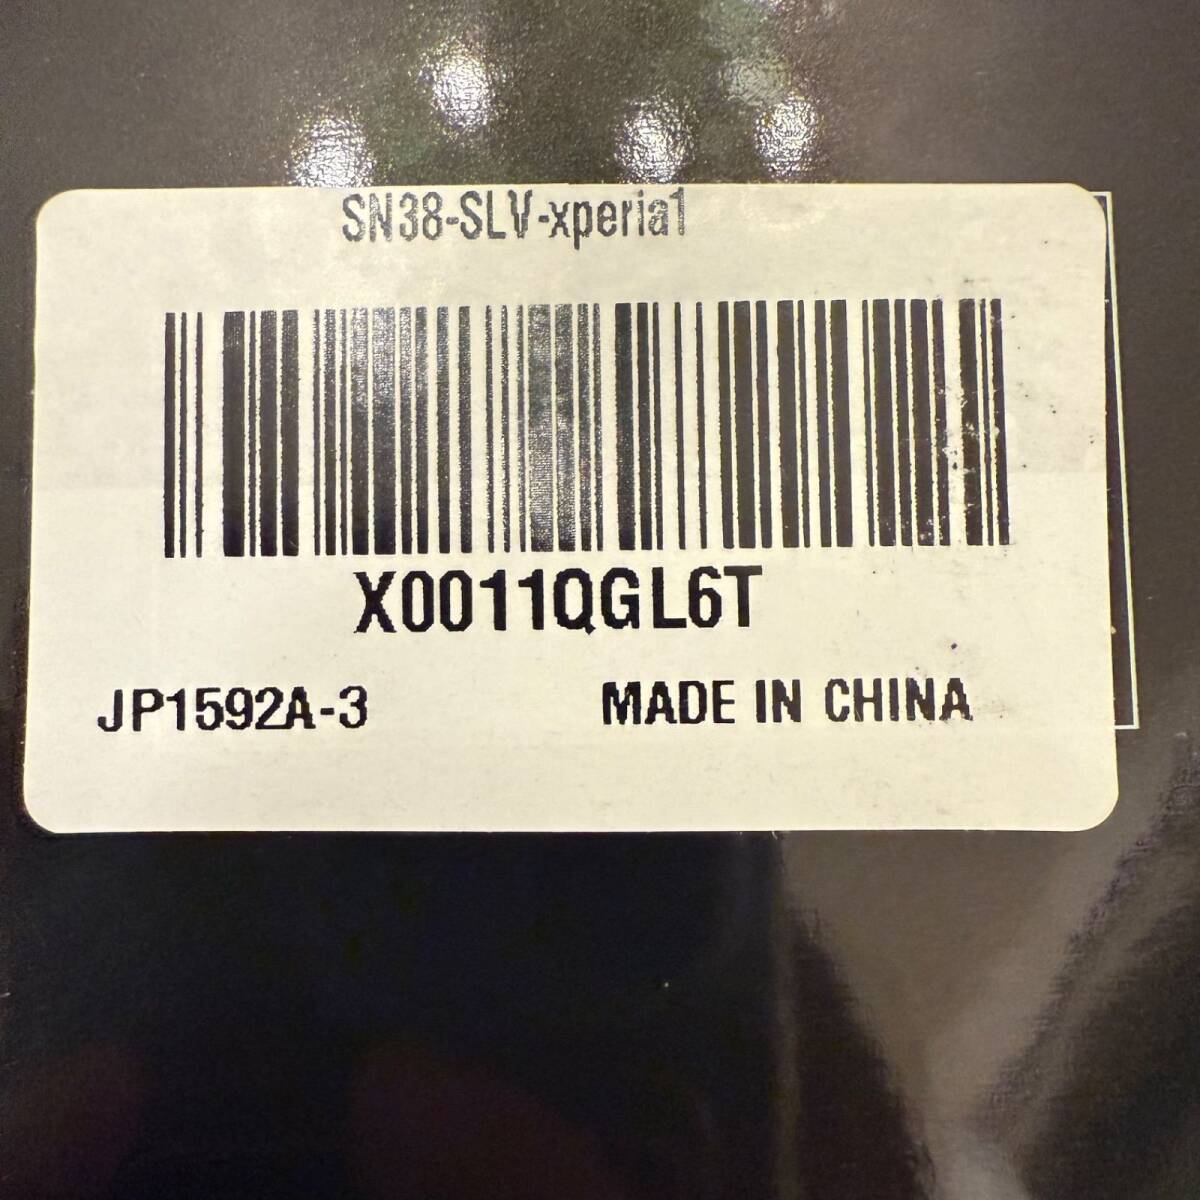 SN38-SLV-xperia1
X0011QGL6T
JP1592A-3 MADE IN CHINA